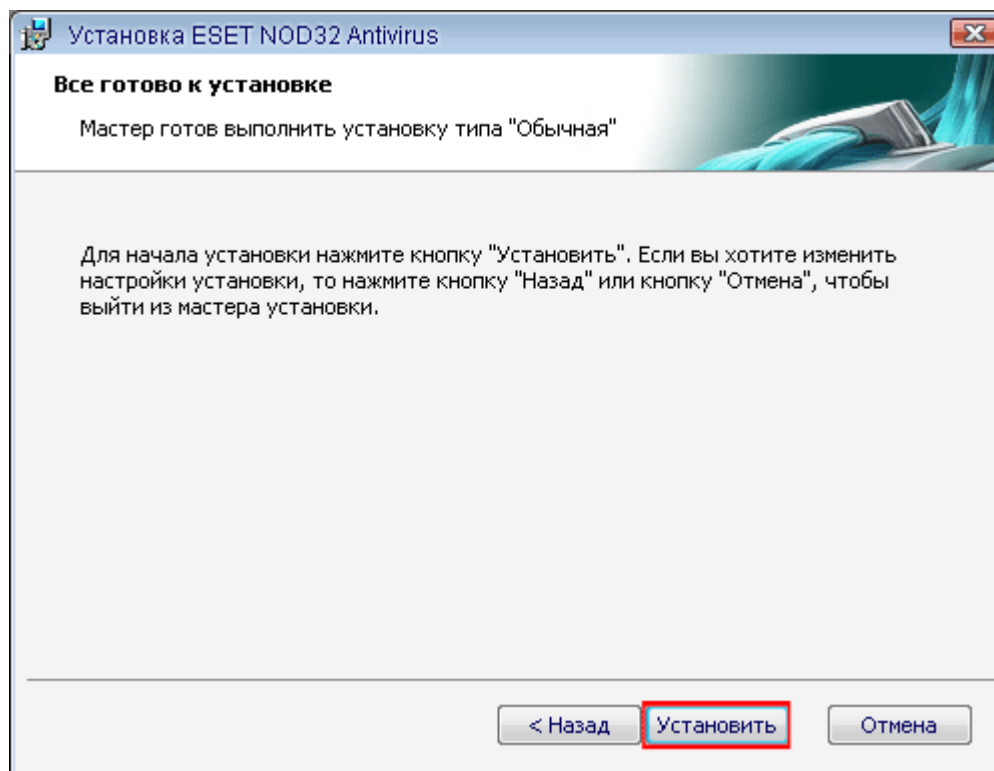 Установка ESET NOD32 Antivirus
Все готово к установке
Мастер готов выполнить установку типа "Обычная"
Для начала установки нажмите кнопку "Установить". Если вы хотите изменить
настройки установки, то нажмите кнопку "Назад" или кнопку "Отмена", чтобы
выйти из мастера установки.
< Назад Установить Отмена